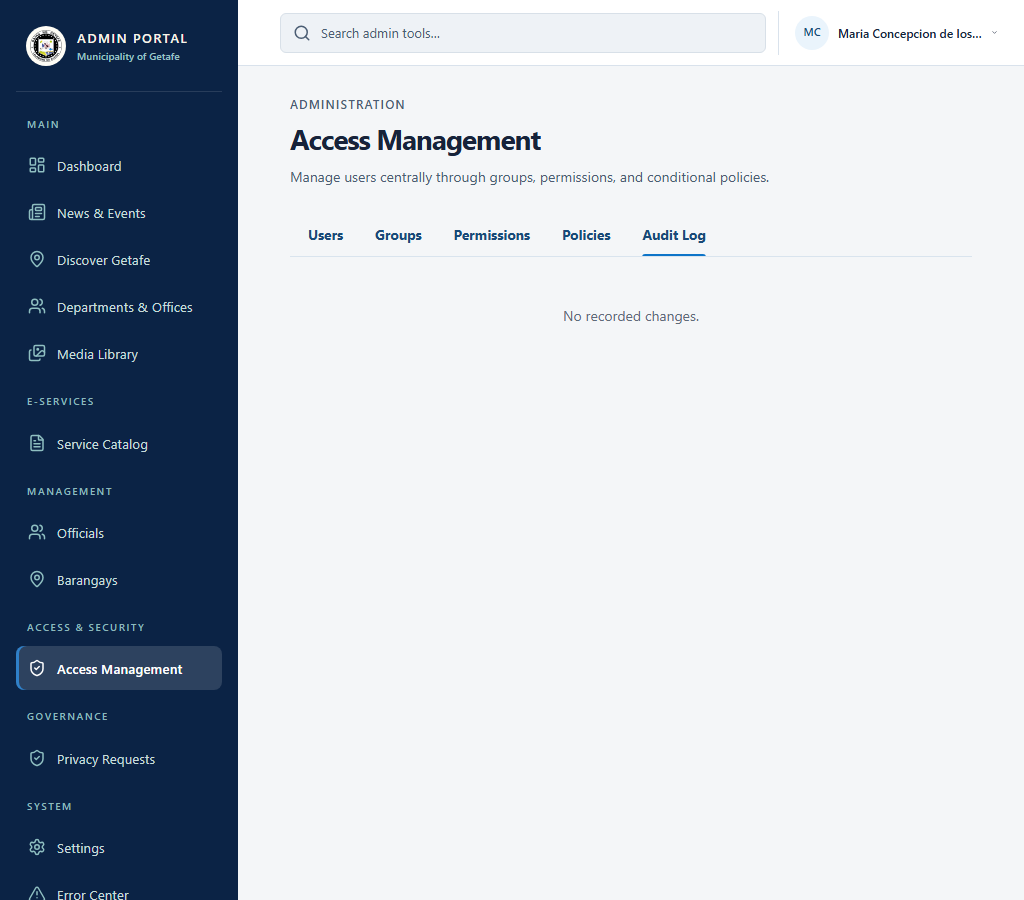 ADMIN PORTAL
Municipality of Getafe
MAIN
Dashboard
News & Events
Discover Getafe
Departments & Offices
Media Library
E-SERVICES
Service Catalog
MANAGEMENT
Officials
Barangays
ACCESS & SECURITY
Access Management
GOVERNANCE
Privacy Requests
SYSTEM
Settings
Error Center
Search admin tools...
MC
Maria Concepcion de los...
ADMINISTRATION
Access Management
Manage users centrally through groups, permissions, and conditional policies.
Users Groups Permissions Policies Audit Log
No recorded changes.